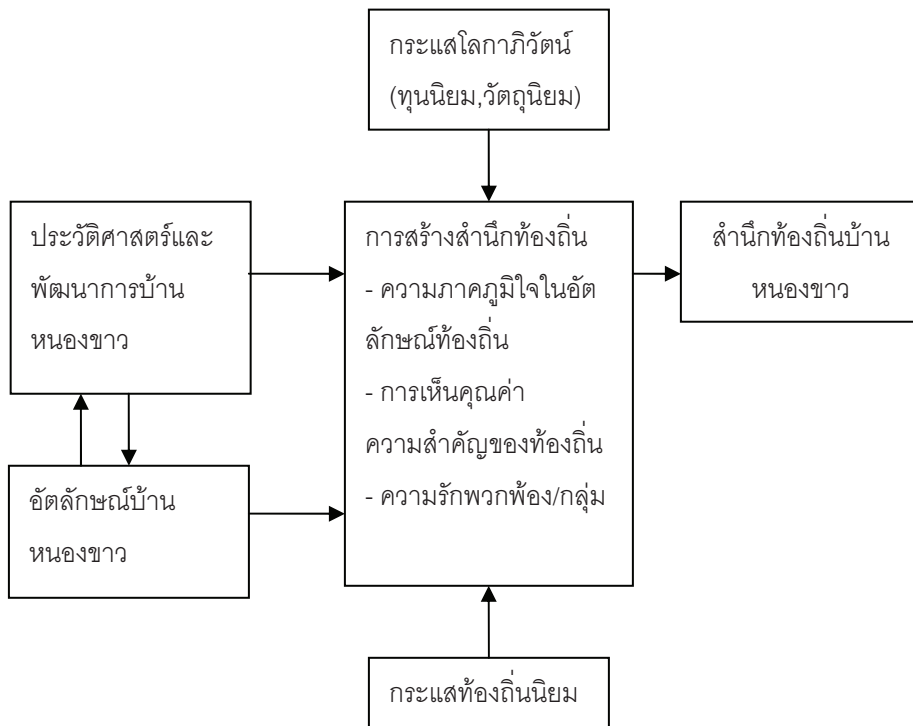 กระแสโลกาภิวัตน์
(ทุนนิยม,วัตถุนิยม)
ประวัติศาสตร์และ
พัฒนาการบ้าน
หนองขาว
การสร้างสำนึกท้องถิ่น
- ความภาคภูมิใจในอัต
ลักษณ์ท้องถิ่น
- การเห็นคุณค่า
ความสำคัญของท้องถิ่น
- ความรักพวกพ้อง/กลุ่ม
สำนึกท้องถิ่นบ้าน
หนองขาว
อัตลักษณ์บ้าน
หนองขาว
กระแสท้องถิ่นนิยม